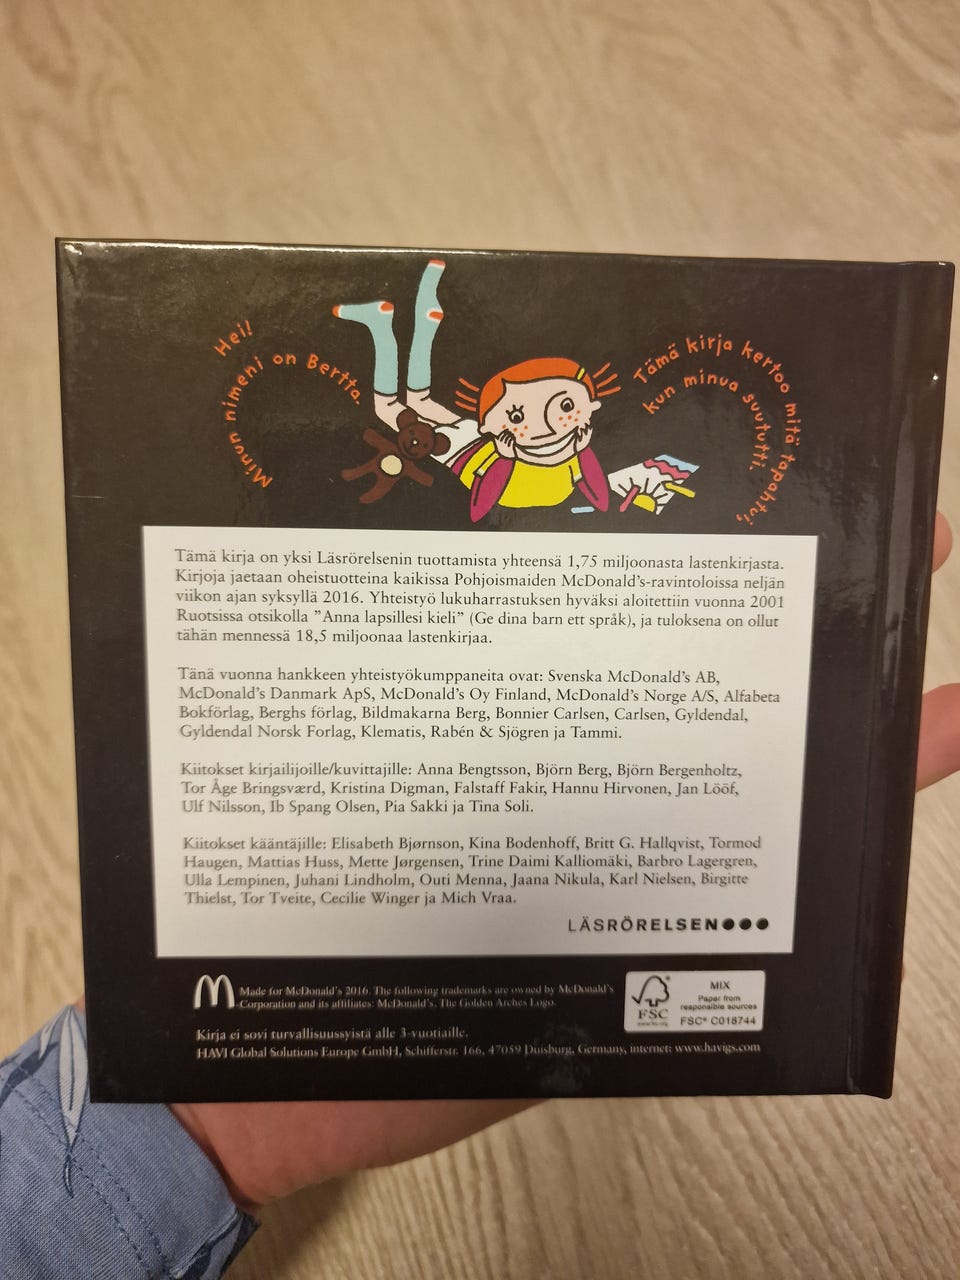 Hei!
Minun nimeni on Bertta.
Tämä kirja kertoo mitä tapahtui,
kun minua suututti.
Tämä kirja on yksi Läsrörelsenin tuottamista yhteensä 1,75 miljoonasta lastenkirjasta.
Kirjoja jaetaan oheistuotteina kaikissa Pohjoismaiden McDonald's-ravintoloissa neljän
viikon ajan syksyllä 2016. Yhteistyö lukuharrastuksen hyväksi aloitettiin vuonna 2001
Ruotsissa otsikolla "Anna lapsillesi kieli" (Ge dina barn ett språk), ja tuloksena on ollut
tähän mennessä 18,5 miljoonaa lastenkirjaa.
Tänä vuonna hankkeen yhteistyökumppaneita ovat: Svenska McDonald's AB,
McDonald's Danmark ApS, McDonald's Oy Finland, McDonald's Norge A/S, Alfabeta
Bokförlag, Berghs förlag, Bildmakarna Berg, Bonnier Carlsen, Carlsen, Gyldendal,
Gyldendal Norsk Forlag, Klematis, Rabén & Sjögren ja Tammi.
Kiitokset kirjailijoille/kuvittajille: Anna Bengtsson, Björn Berg, Björn Bergenholtz,
Tor Åge Bringsværd, Kristina Digman, Falstaff Fakir, Hannu Hirvonen, Jan Lööf,
Ulf Nilsson, Ib Spang Olsen, Pia Sakki ja Tina Soli.
Kiitokset kääntäjille: Elisabeth Bjørnson, Kina Bodenhoff, Britt G. Hallqvist, Tormod
Haugen, Mattias Huss, Mette Jørgensen, Trine Daimi Kalliomäki, Barbro Lagergren,
Ulla Lempinen, Juhani Lindholm, Outi Menna, Jaana Nikula, Karl Nielsen, Birgitte
Thielst, Tor Tveite, Cecilie Winger ja Mich Vraa.
LÄSRÖRELSEN
Made for McDonald's 2016. The following trademarks are owned by McDonald's
Corporation and its affiliates: McDonald's, The Golden Arches Logo.
Kirja ei sovi turvallisuussyistä alle 3-vuotiaille.
HAVI Global Solutions Europe GmbH, Schifferstr. 166, 47059 Duisburg, Germany, internet: www.havigs.com
FSC
www.fsc.org
MIX
Paper from
responsible sources
FSC® C018744